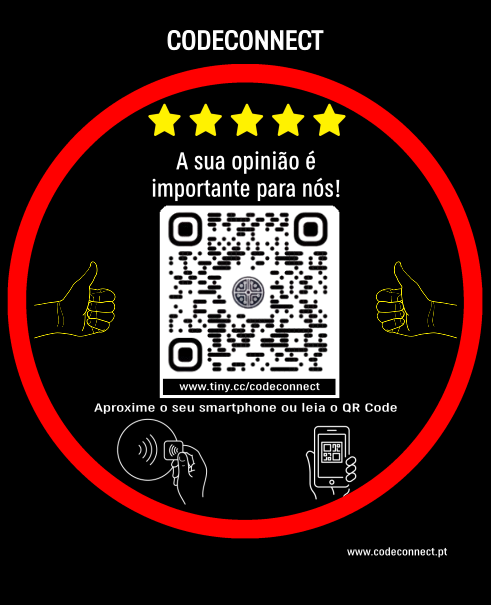 CODECONNECT
A sua opinião é
importante para nós!
www.tiny.cc/codeconnect
Aproxime o seu smartphone ou leia o QR Code
www.codeconnect.pt